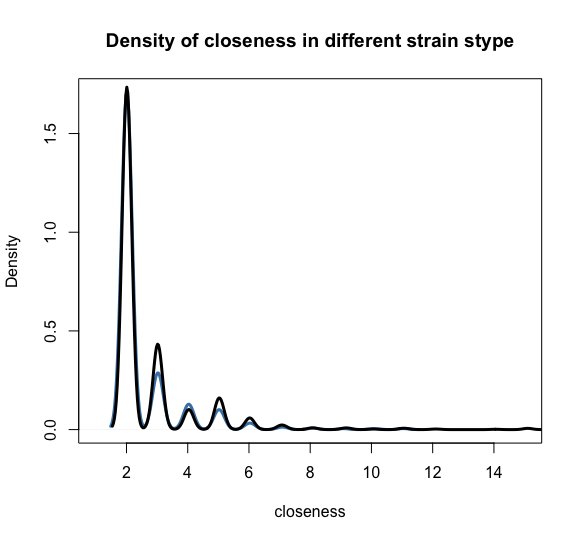 Density of closeness in different strain stype
Density
0.0 0.5 1.0 1.5
2 4 6 8 10 12 14
closeness